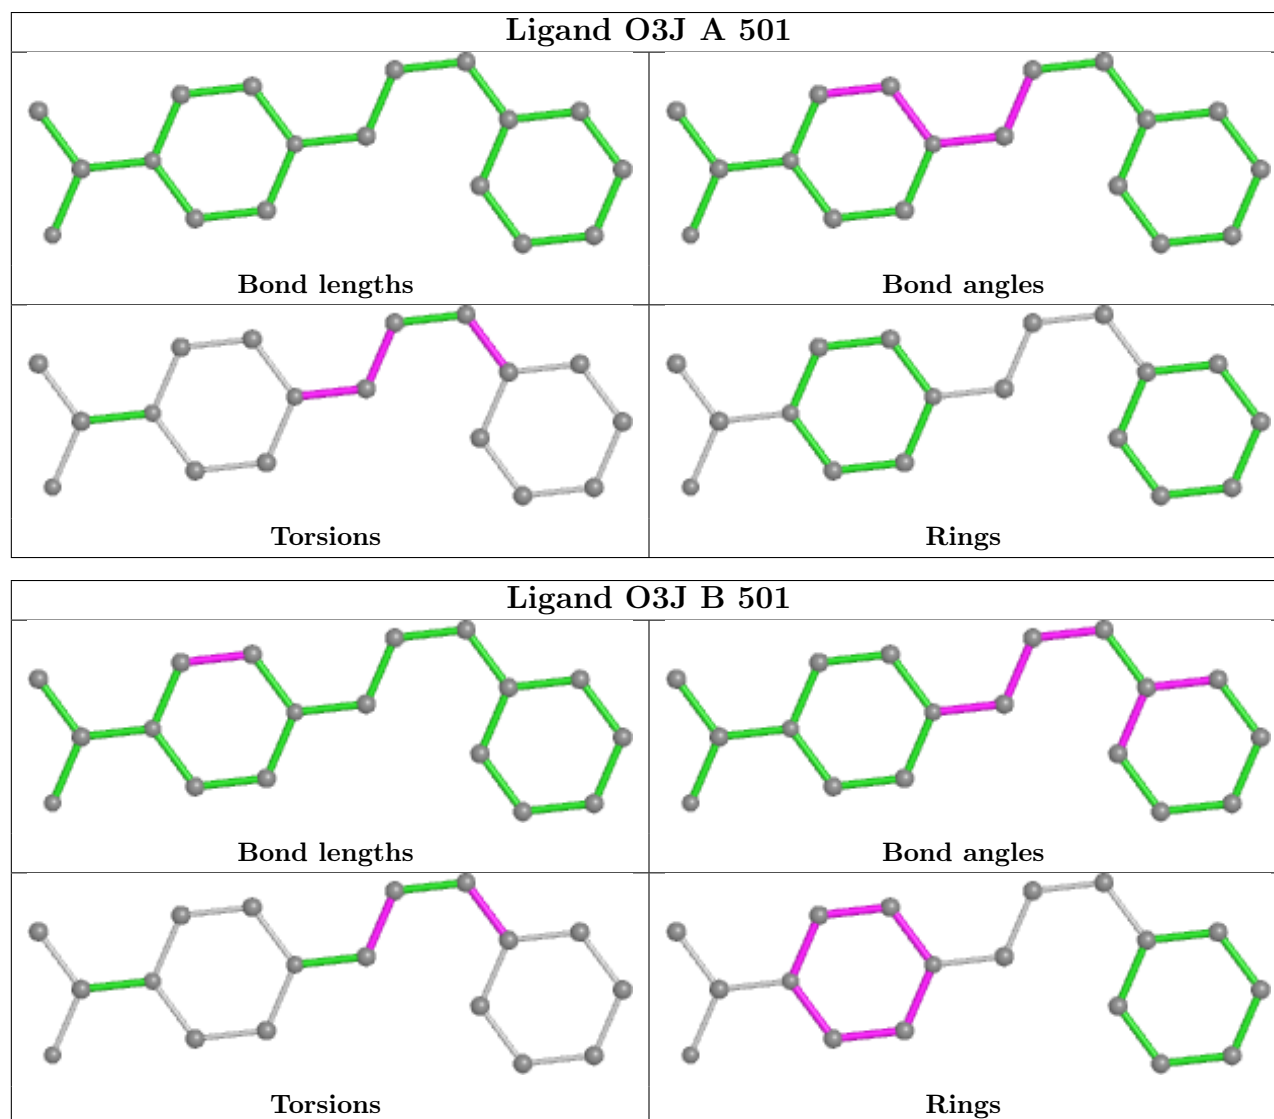 Ligand O3J A 501
Bond lengths
Bond angles
Torsions
Rings
Ligand O3J B 501
Bond lengths
Bond angles
Torsions
Rings